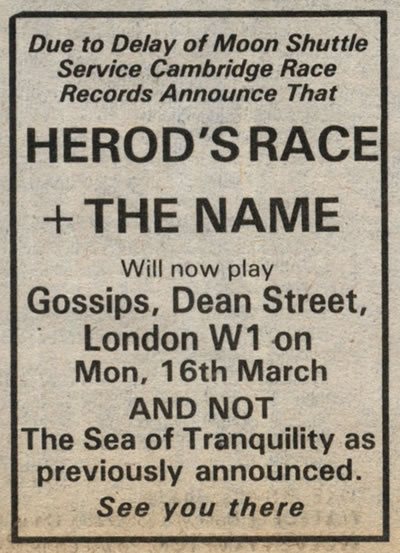 Due to Delay of Moon Shuttle
Service Cambridge Race
Records Announce That
HEROD'S RACE
+ THE NAME
Will now play
Gossips, Dean Street,
London W1 on
Mon, 16th March
AND NOT
The Sea of Tranquility as
previously announced.
See you there